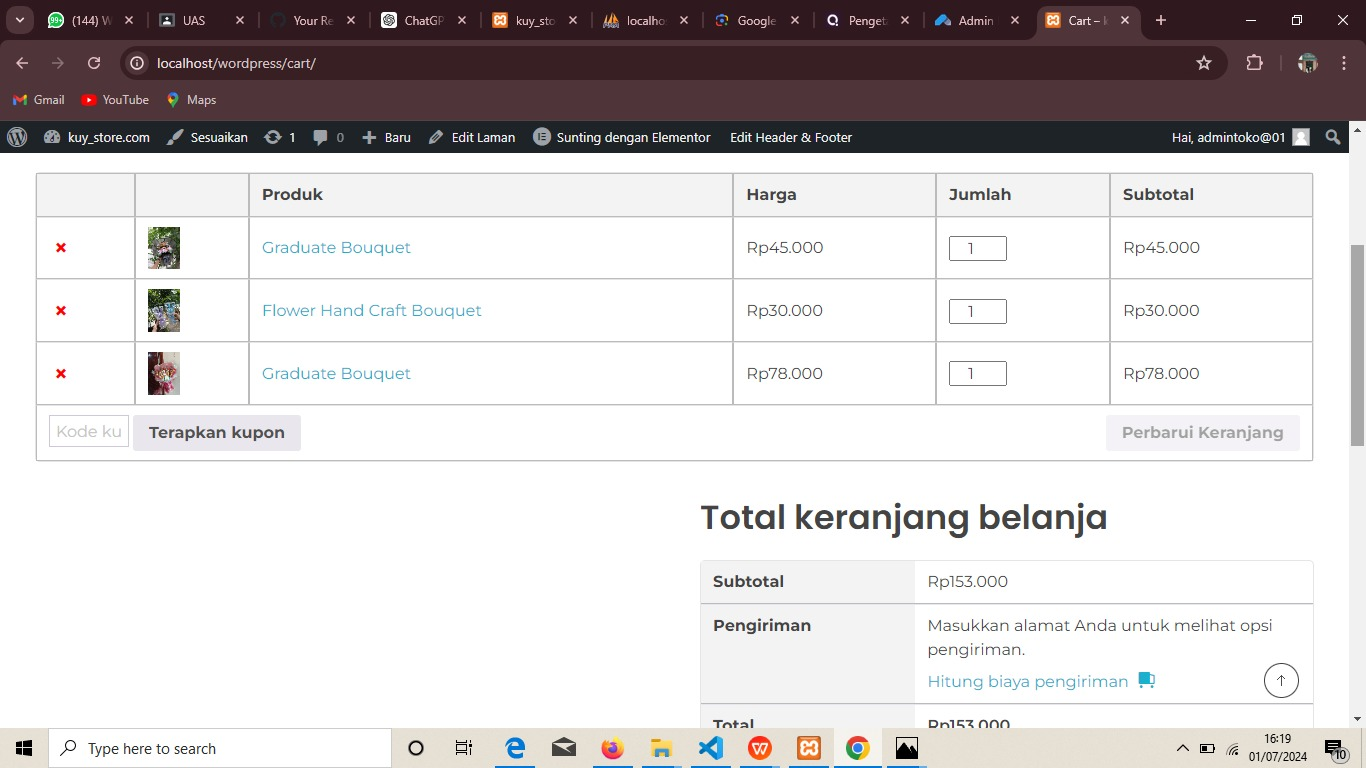 (144) W
UAS
Your Re
ChatGP
kuy_sto
localho
Google
Penget
Admin
Cart – k
localhost/wordpress/cart/
Gmail
YouTube
Maps
kuy_store.com
Sesuaikan
1
0
Baru
Edit Laman
Sunting dengan Elementor
Edit Header & Footer
Hai, admintoko@01
Produk Harga Jumlah Subtotal
Graduate Bouquet Rp45.000 1 Rp45.000
Flower Hand Craft Bouquet Rp30.000 1 Rp30.000
Graduate Bouquet Rp78.000 1 Rp78.000
Kode ku Terapkan kupon Perbarui Keranjang
Total keranjang belanja
Subtotal Rp153.000
Pengiriman Masukkan alamat Anda untuk melihat opsi
pengiriman.
Hitung biaya pengiriman
Total Rp153.000
Type here to search
16:19
01/07/2024
10